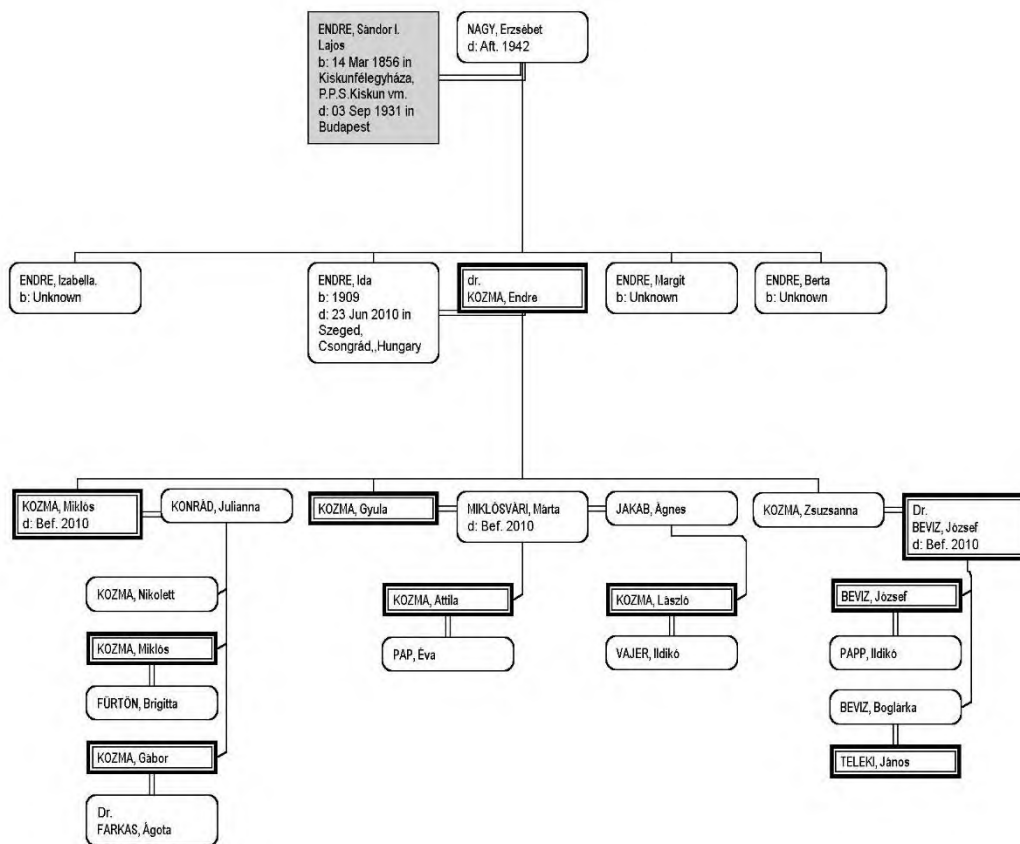 ENDRE, Sándor I.
Lajos
b: 14 Mar 1856 in
Kiskunfélegyháza,
P.P.S.Kiskun vm.
d: 03 Sep 1931 in
Budapest
NAGY, Erzsébet
d: Aft. 1942
ENDRE, Izabella.
b: Unknown
ENDRE, Ida
b: 1909
d: 23 Jun 2010 in
Szeged,
Csongrád,,Hungary
dr.
KOZMA, Endre
ENDRE, Margit
b: Unknown
ENDRE, Berta
b: Unknown
KOZMA, Miklós
d: Bef. 2010
KONRÁD, Julianna
KOZMA, Gyula
MIKLÓSVÁRI, Márta
d: Bef. 2010
JAKAB, Ágnes
KOZMA, Zsuzsanna
Dr.
BEVIZ, József
d: Bef. 2010
KOZMA, Nikolett
KOZMA, Miklós
FÜRTÖN, Brigitta
KOZMA, Gábor
Dr.
FARKAS, Ágota
KOZMA, Attila
PAP, Éva
KOZMA, László
VAJER, Ildikó
BEVIZ, József
PAPP, Ildikó
BEVIZ, Boglárka
TELEKI, János